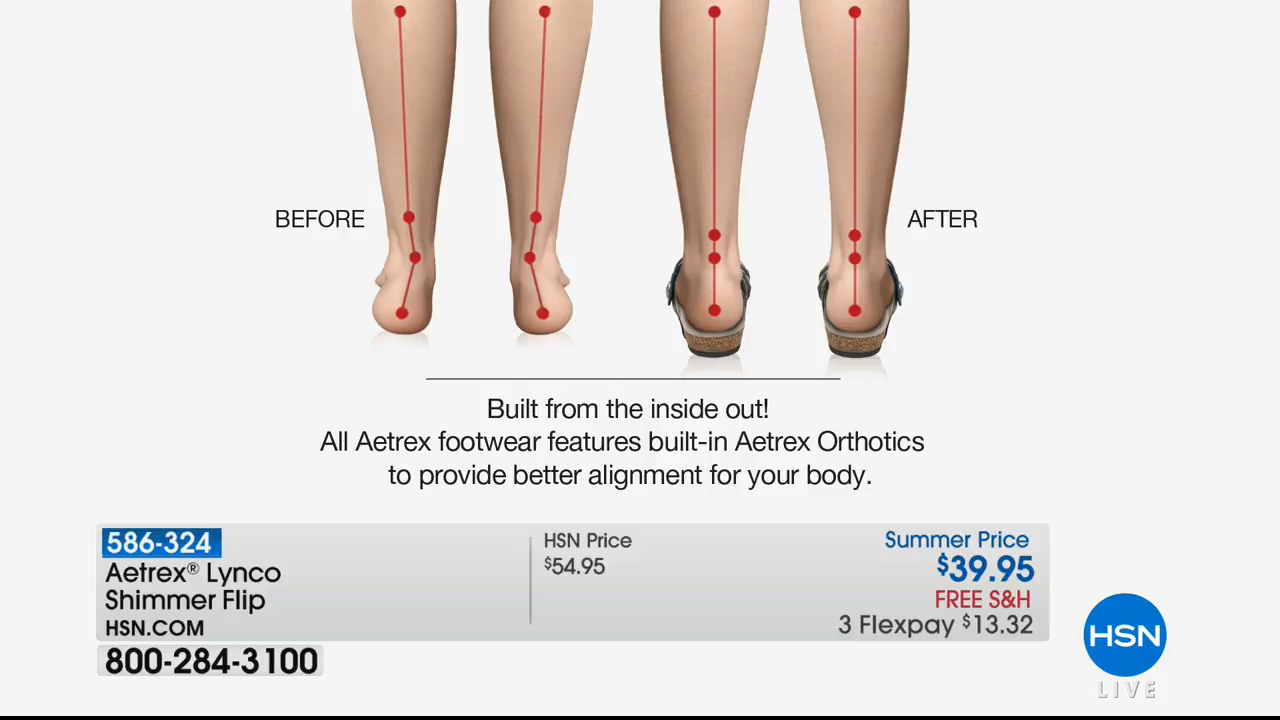 BEFORE
AFTER
Built from the inside out!
All Aetrex footwear features built-in Aetrex Orthotics
to provide better alignment for your body.
586-324
Aetrex® Lynco
Shimmer Flip
HSN.COM
800-284-3100
HSN Price
$54.95
Summer Price
$39.95
FREE S&H
3 Flexpay $13.32
HSN
LIVE